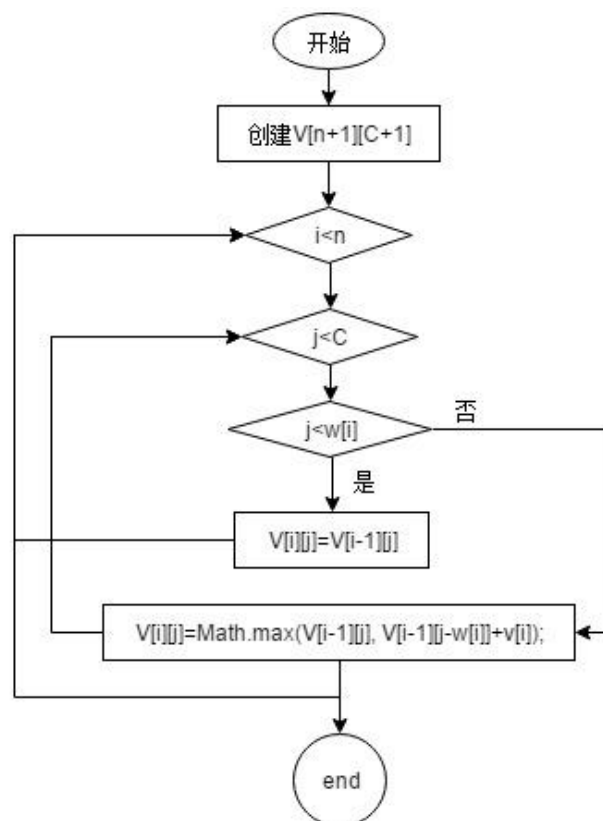 开始
创建V[n+1][C+1]
i<n
j<C
j<w[i]
否
是
V[i][j]=V[i-1][j]
V[i][j]=Math.max(V[i-1][j], V[i-1][j-w[i]]+v[i]);
end